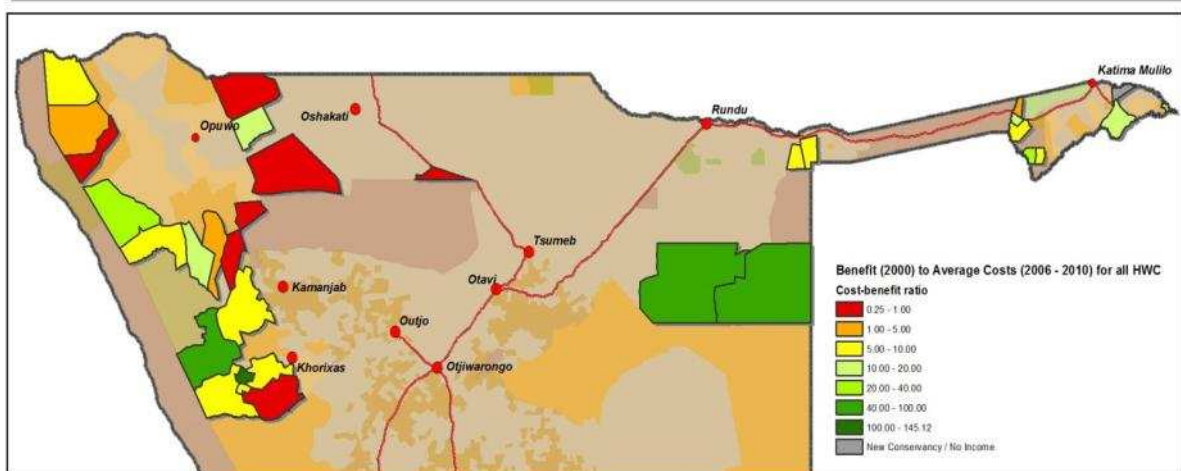 Katima Mulilo
Rundu
Oshakati
Opuwo
Tsumeb
Otavi
Kamanjab
Outjo
Khorixas
Otjiwarongo
Benefit (2000) to Average Costs (2006 - 2010) for all HWC
Cost-benefit ratio
0.25 - 1.00
1.00 - 5.00
5.00 - 10.00
10.00 - 20.00
20.00 - 40.00
40.00 - 100.00
100.00 - 145.12
New Conservancy / No Income